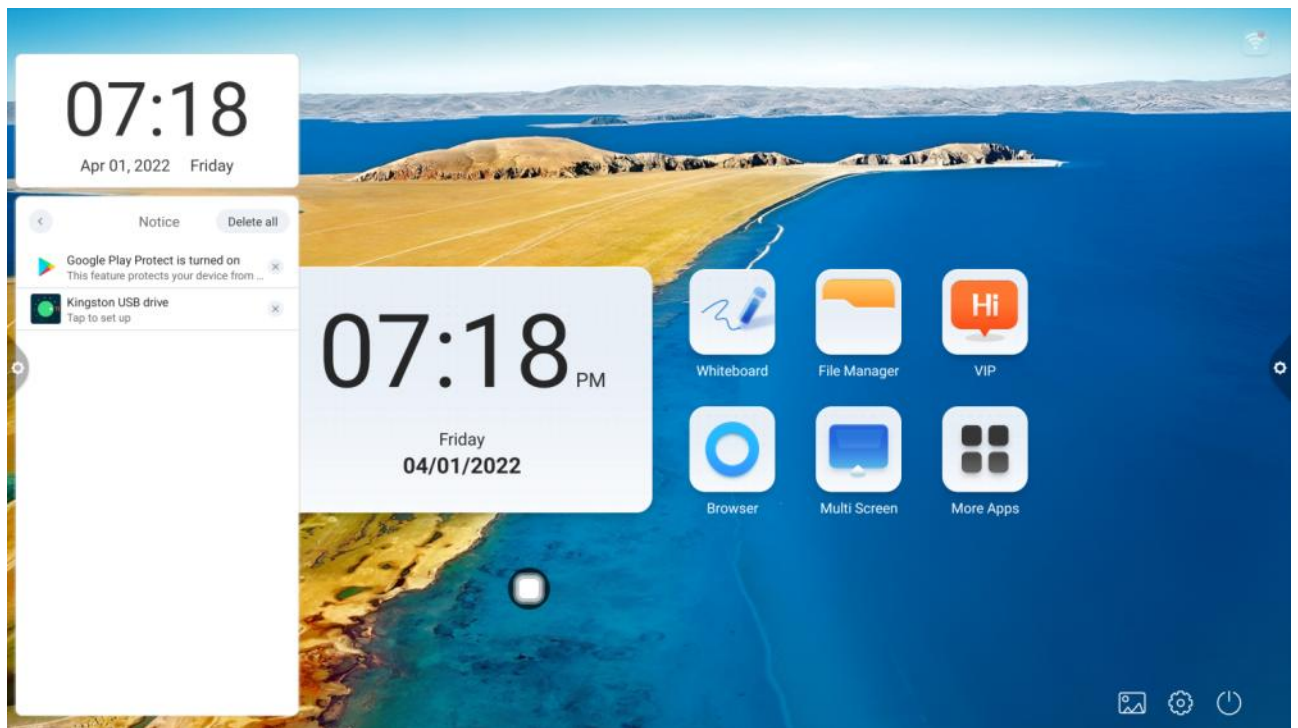 07:18
Apr 01, 2022 Friday
Notice
Delete all
Google Play Protect is turned on
This feature protects your device from ...
Kingston USB drive
Tap to set up
07:18 PM
Friday
04/01/2022
Whiteboard
File Manager
Hi
VIP
Browser
Multi Screen
More Apps